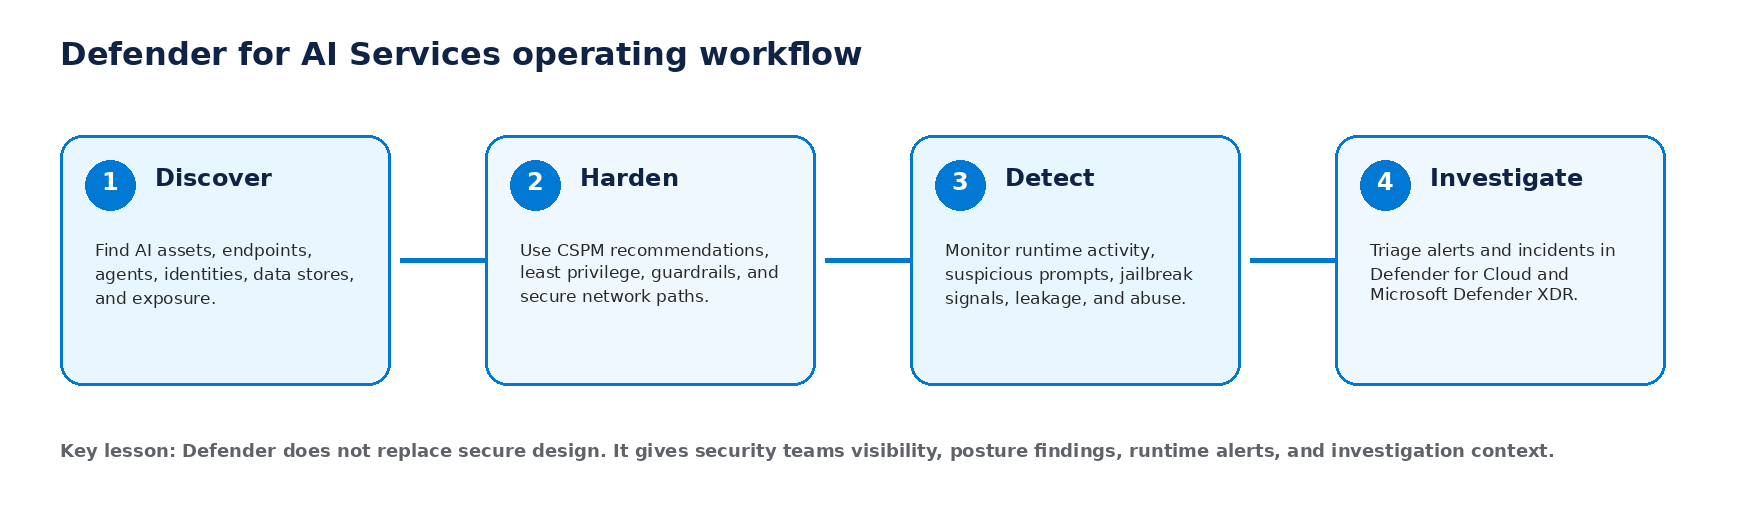 Defender for AI Services operating workflow
1 Discover
Find AI assets, endpoints,
agents, identities, data stores,
and exposure.
2 Harden
Use CSPM recommendations,
least privilege, guardrails, and
secure network paths.
3 Detect
Monitor runtime activity,
suspicious prompts, jailbreak
signals, leakage, and abuse.
4 Investigate
Triage alerts and incidents in
Defender for Cloud and
Microsoft Defender XDR.
Key lesson: Defender does not replace secure design. It gives security teams visibility, posture findings, runtime alerts, and investigation context.